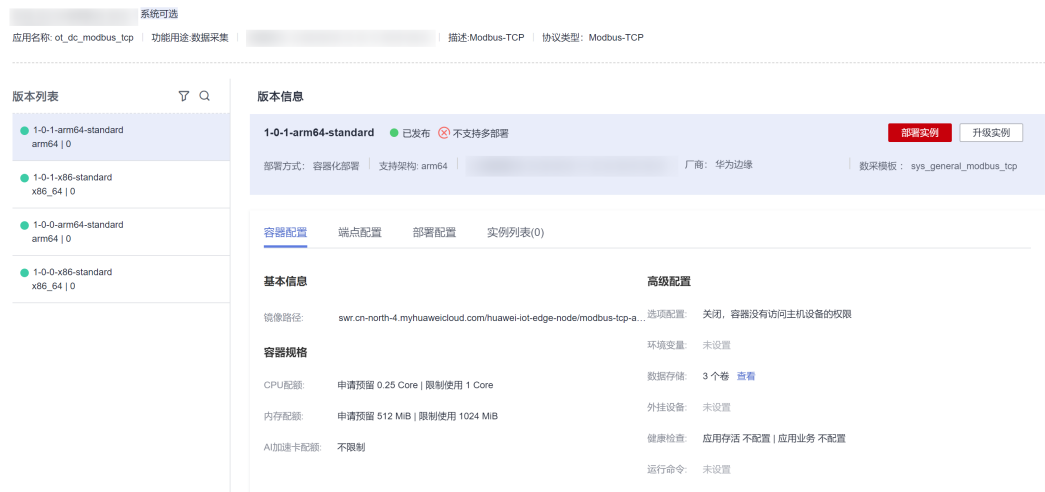 系统可选
应用名称: ot_dc_modbus_tcp 功能用途:数据采集 描述:Modbus-TCP 协议类型: Modbus-TCP
版本列表
1-0-1-arm64-standard
arm64 | 0
1-0-1-x86-standard
x86_64 | 0
1-0-0-arm64-standard
arm64 | 0
1-0-0-x86-standard
x86_64 | 0
版本信息
1-0-1-arm64-standard 已发布 不支持多部署 部署实例 升级实例
部署方式: 容器化部署 支持架构: arm64 厂商: 华为边缘 数采模板: sys_general_modbus_tcp
容器配置 端点配置 部署配置 实例列表(0)
基本信息
镜像路径: swr.cn-north-4.myhuaweicloud.com/huawei-iot-edge-node/modbus-tcp-a...
容器规格
CPU配额: 申请预留 0.25 Core | 限制使用 1 Core
内存配额: 申请预留 512 MiB | 限制使用 1024 MiB
AI加速卡配额: 不限制
高级配置
选项配置: 关闭，容器没有访问主机设备的权限
环境变量: 未设置
数据存储: 3 个卷 查看
外挂设备: 未设置
健康检查: 应用存活 不配置 | 应用业务 不配置
运行命令: 未设置